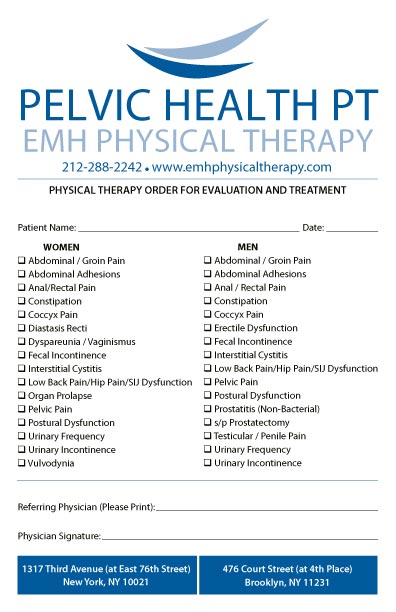 PELVIC HEALTH PT
EMH PHYSICAL THERAPY
212-288-2242 • www.emhphysicaltherapy.com
PHYSICAL THERAPY ORDER FOR EVALUATION AND TREATMENT
Patient Name: Date:
WOMEN
❑ Abdominal / Groin Pain
❑ Abdominal Adhesions
❑ Anal/Rectal Pain
❑ Constipation
❑ Coccyx Pain
❑ Diastasis Recti
❑ Dyspareunia / Vaginismus
❑ Fecal Incontinence
❑ Interstitial Cystitis
❑ Low Back Pain/Hip Pain/SIJ Dysfunction
❑ Organ Prolapse
❑ Pelvic Pain
❑ Postural Dysfunction
❑ Urinary Frequency
❑ Urinary Incontinence
❑ Vulvodynia
MEN
❑ Abdominal / Groin Pain
❑ Abdominal Adhesions
❑ Anal / Rectal Pain
❑ Constipation
❑ Coccyx Pain
❑ Erectile Dysfunction
❑ Fecal Incontinence
❑ Interstitial Cystitis
❑ Low Back Pain/Hip Pain/SIJ Dysfunction
❑ Pelvic Pain
❑ Postural Dysfunction
❑ Prostatitis (Non-Bacterial)
❑ s/p Prostatectomy
❑ Testicular / Penile Pain
❑ Urinary Frequency
❑ Urinary Incontinence
Referring Physician (Please Print):
Physician Signature:
1317 Third Avenue (at East 76th Street)
New York, NY 10021
476 Court Street (at 4th Place)
Brooklyn, NY 11231